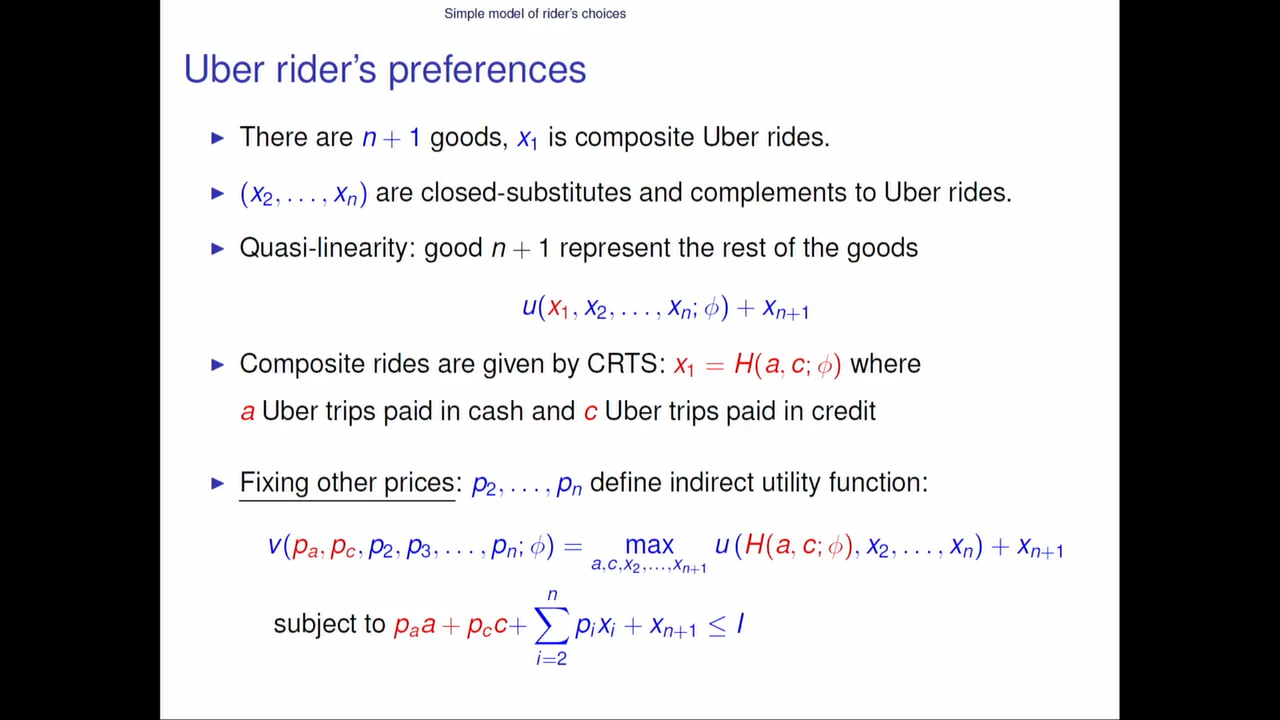 Simple model of rider's choices
Uber rider's preferences
► There are n + 1 goods, x₁ is composite Uber rides.
► (x₂, . . . , xₙ) are closed-substitutes and complements to Uber rides.
► Quasi-linearity: good n + 1 represent the rest of the goods
u(x₁, x₂, . . . , xₙ; ϕ) + xₙ₊₁
► Composite rides are given by CRTS: x₁ = H(a, c; ϕ) where
a Uber trips paid in cash and c Uber trips paid in credit
► Fixing other prices: p₂, . . . , pₙ define indirect utility function:
v(pₐ, p_c, p₂, p₃, . . . , pₙ; ϕ) = max_{a,c,x₂,...,xₙ₊₁} u (H(a, c; ϕ), x₂, . . . , xₙ) + xₙ₊₁
subject to pₐa + p_c c + ∑_{i=2}^{n} pᵢxᵢ + xₙ₊₁ ≤ I